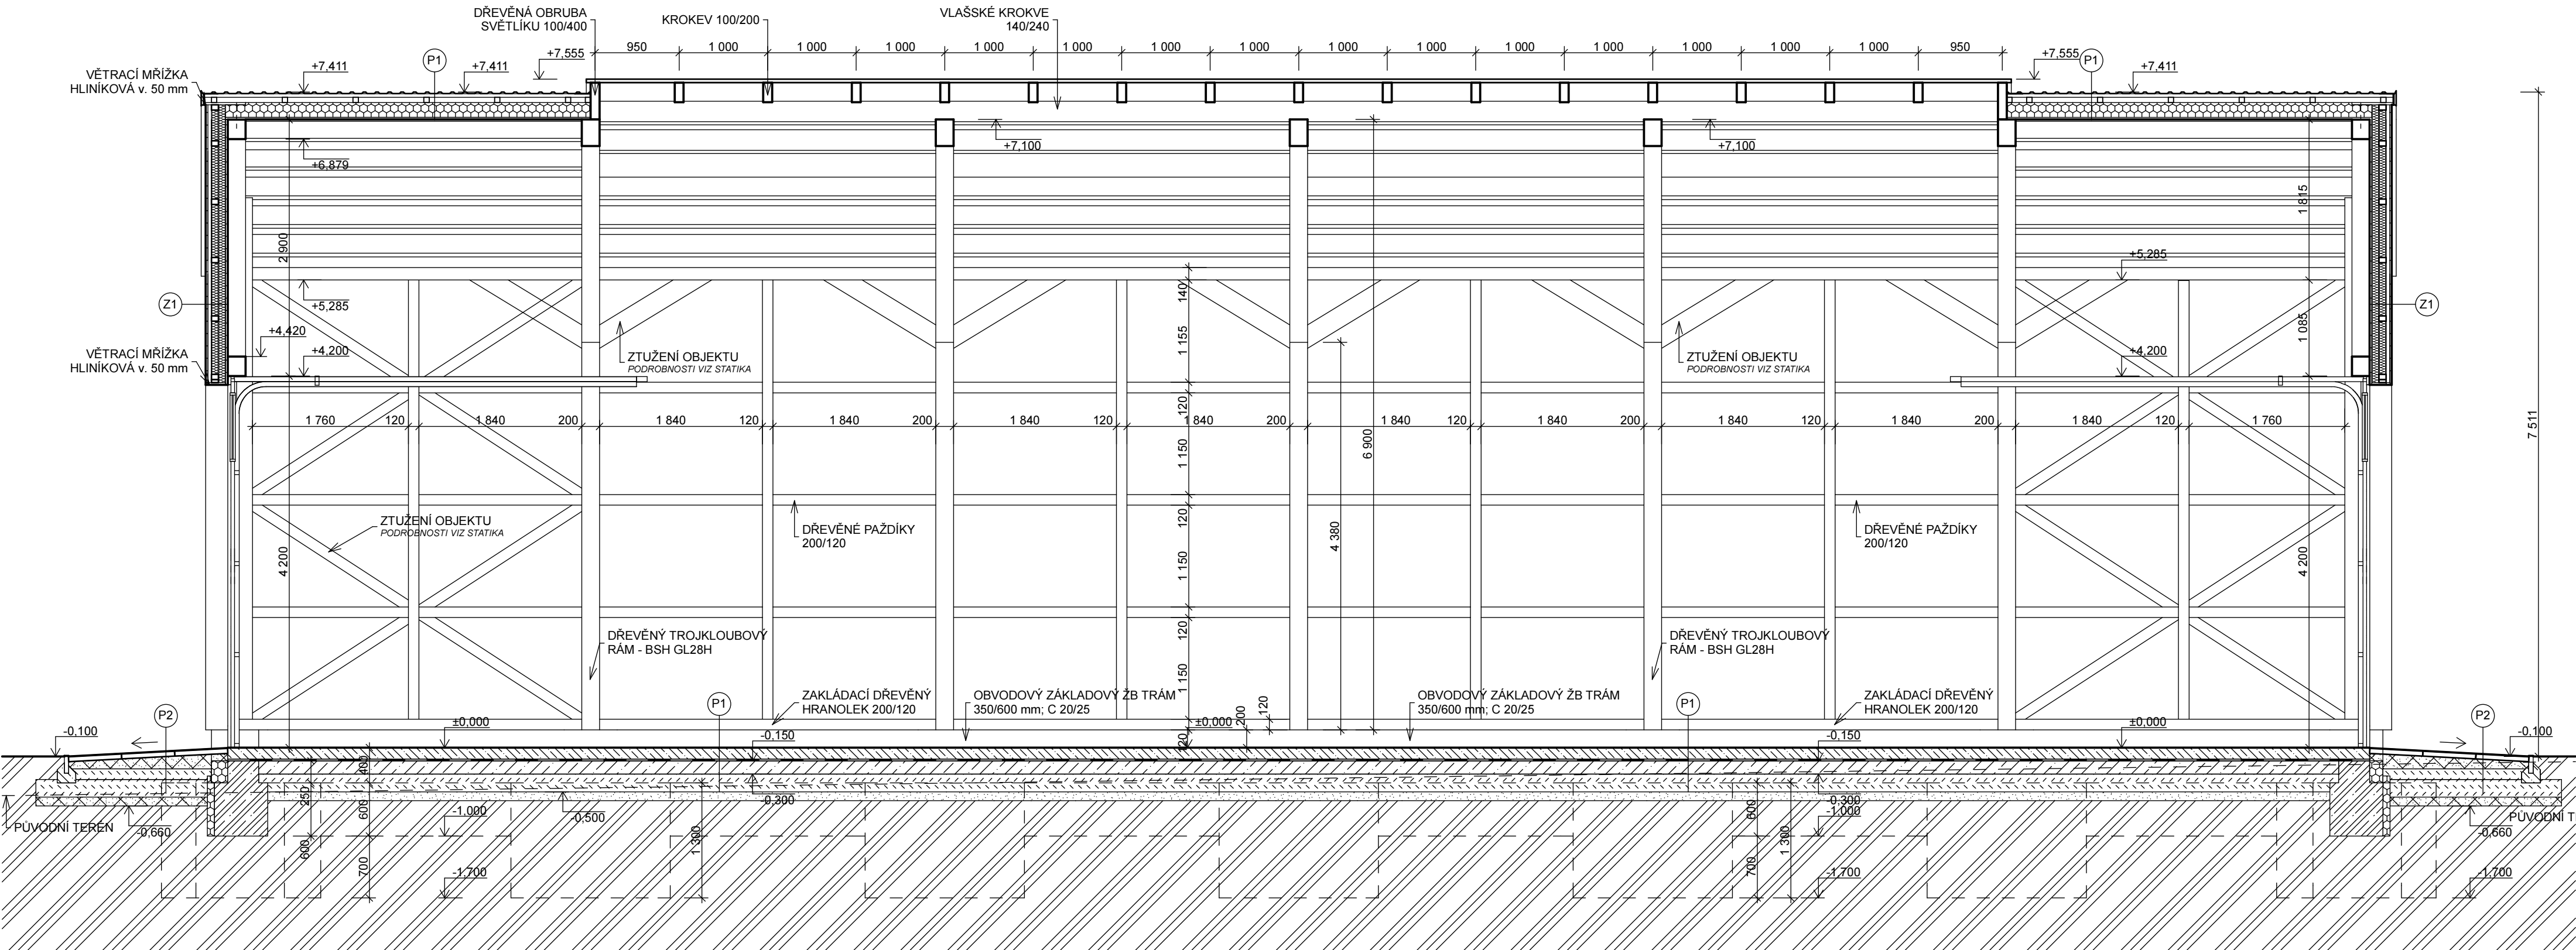 DŘEVĚNÁ OBRUBA
SVĚTLÍKU 100/400
KROKEV 100/200
VLAŠSKÉ KROKVE
140/240
950
1 000
1 000
1 000
1 000
1 000
1 000
1 000
1 000
1 000
1 000
1 000
1 000
1 000
1 000
950
+7,555
+7,555
P1
P1
+7,411
+7,411
+7,411
VĚTRACÍ MŘÍŽKA
HLINÍKOVÁ v. 50 mm
+7,100
+7,100
+6,879
2 900
1 815
+5,285
+5,285
Z1
Z1
+4,420
140
1 155
1 085
VĚTRACÍ MŘÍŽKA
HLINÍKOVÁ v. 50 mm
+4,200
+4,200
ZTUŽENÍ OBJEKTU
PODROBNOSTI VIZ STATIKA
ZTUŽENÍ OBJEKTU
PODROBNOSTI VIZ STATIKA
120
1 760
120
1 840
200
1 840
120
1 840
200
1 840
120
1 840
200
1 840
120
1 840
200
1 840
120
1 840
200
1 840
120
1 760
6 900
7 511
1 150
ZTUŽENÍ OBJEKTU
PODROBNOSTI VIZ STATIKA
DŘEVĚNÉ PAŽDÍKY
200/120
DŘEVĚNÉ PAŽDÍKY
200/120
120
4 380
4 200
1 150
4 200
120
DŘEVĚNÝ TROJKLOUBOVÝ
RÁM - BSH GL28H
DŘEVĚNÝ TROJKLOUBOVÝ
RÁM - BSH GL28H
1 150
ZAKLÁDACÍ DŘEVĚNÝ
HRANOLEK 200/120
OBVODOVÝ ZÁKLADOVÝ ŽB TRÁM
350/600 mm; C 20/25
OBVODOVÝ ZÁKLADOVÝ ŽB TRÁM
350/600 mm; C 20/25
ZAKLÁDACÍ DŘEVĚNÝ
HRANOLEK 200/120
P2
P1
P1
P2
120
200
120
±0,000
±0,000
±0,000
-0,100
-0,100
-0,150
-0,150
400
250
600
600
700
-0,300
-0,300
-0,500
-1,000
-1,000
PŮVODNÍ TERÉN
PŮVODNÍ T
-0,660
-0,660
1 300
600
700
1 300
-1,700
-1,700
-1,700